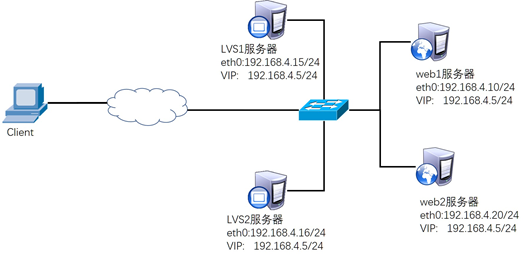 LVS1服务器
eth0:192.168.4.15/24
VIP: 192.168.4.5/24
web1服务器
eth0:192.168.4.10/24
VIP: 192.168.4.5/24
Client
LVS2服务器
eth0:192.168.4.16/24
VIP: 192.168.4.5/24
web2服务器
eth0:192.168.4.20/24
VIP: 192.168.4.5/24